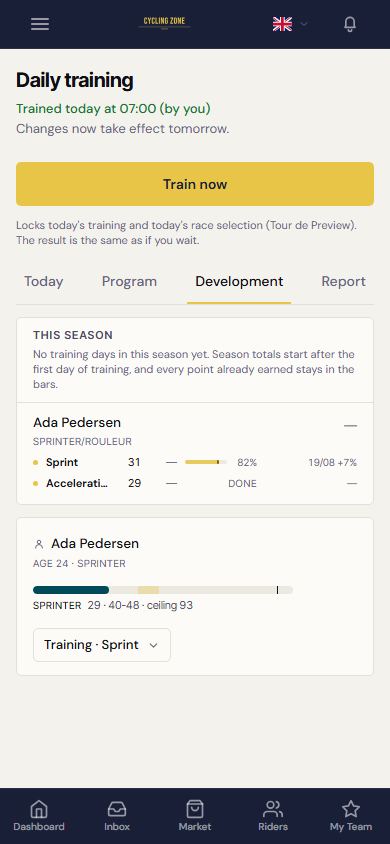 CYCLING ZONE
Daily training
Trained today at 07:00 (by you)
Changes now take effect tomorrow.
Train now
Locks today's training and today's race selection (Tour de Preview).
The result is the same as if you wait.
Today Program Development Report
THIS SEASON
No training days in this season yet. Season totals start after the
first day of training, and every point already earned stays in the
bars.
Ada Pedersen —
SPRINTER/ROULEUR
Sprint 31 — 82% 19/08 +7%
Accelerati... 29 — DONE —
Ada Pedersen
AGE 24 · SPRINTER
SPRINTER 29 · 40-48 · ceiling 93
Training · Sprint
Dashboard Inbox Market Riders My Team